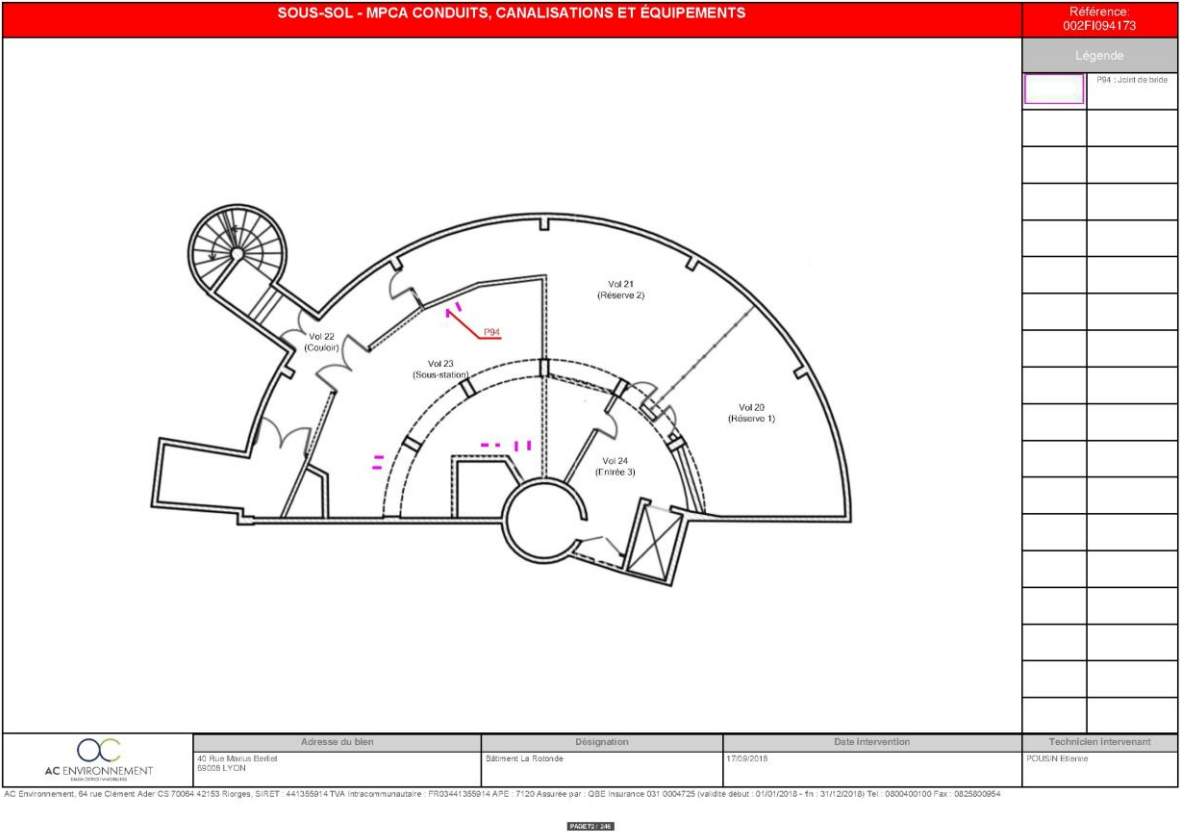 SOUS-SOL - MPCA CONDUITS, CANALISATIONS ET ÉQUIPEMENTS
Référence:
002FI094173
Légende
P94 : Joint de bride
Vol 21
(Réserve 2)
Vol 22
(Couloir)
P94
Vol 23
(Sous-station)
Vol 20
(Réserve 1)
Vol 24
(Entrée 3)
Adresse du bien
Désignation
Date intervention
Technicien intervenant
40 Rue Marius Berliet
69008 LYON
Bâtiment La Rotonde
17/09/2018
POUSIN Etienne
AC ENVIRONNEMENT
AC Environnement, 64 rue Clément Ader CS 70064 42153 Riorges, SIRET : 441355914 TVA Intracommunautaire : FR03441355914 APE : 7120 Assurée par : QBE Insurance 031 0004725 (validité début : 01/01/2018 - fin : 31/12/2018) Tel : 0800400100 Fax : 0825800954